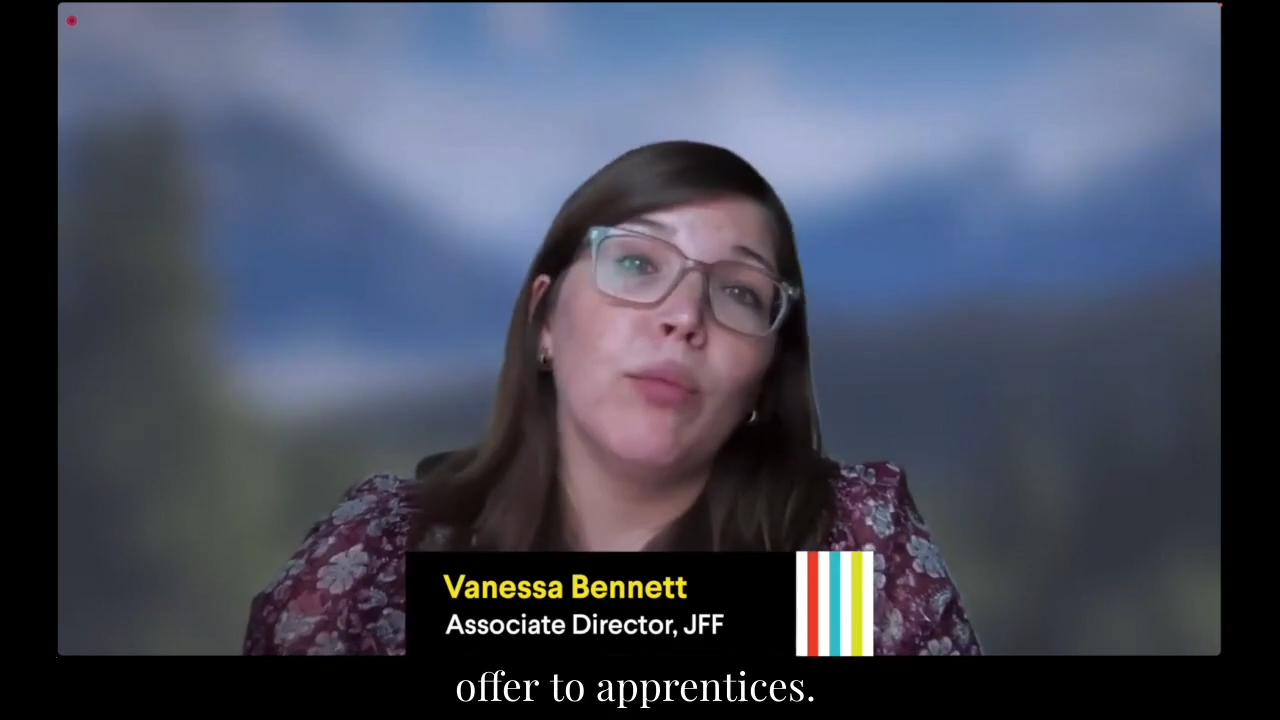 Vanessa Bennett
Associate Director, JFF
offer to apprentices.